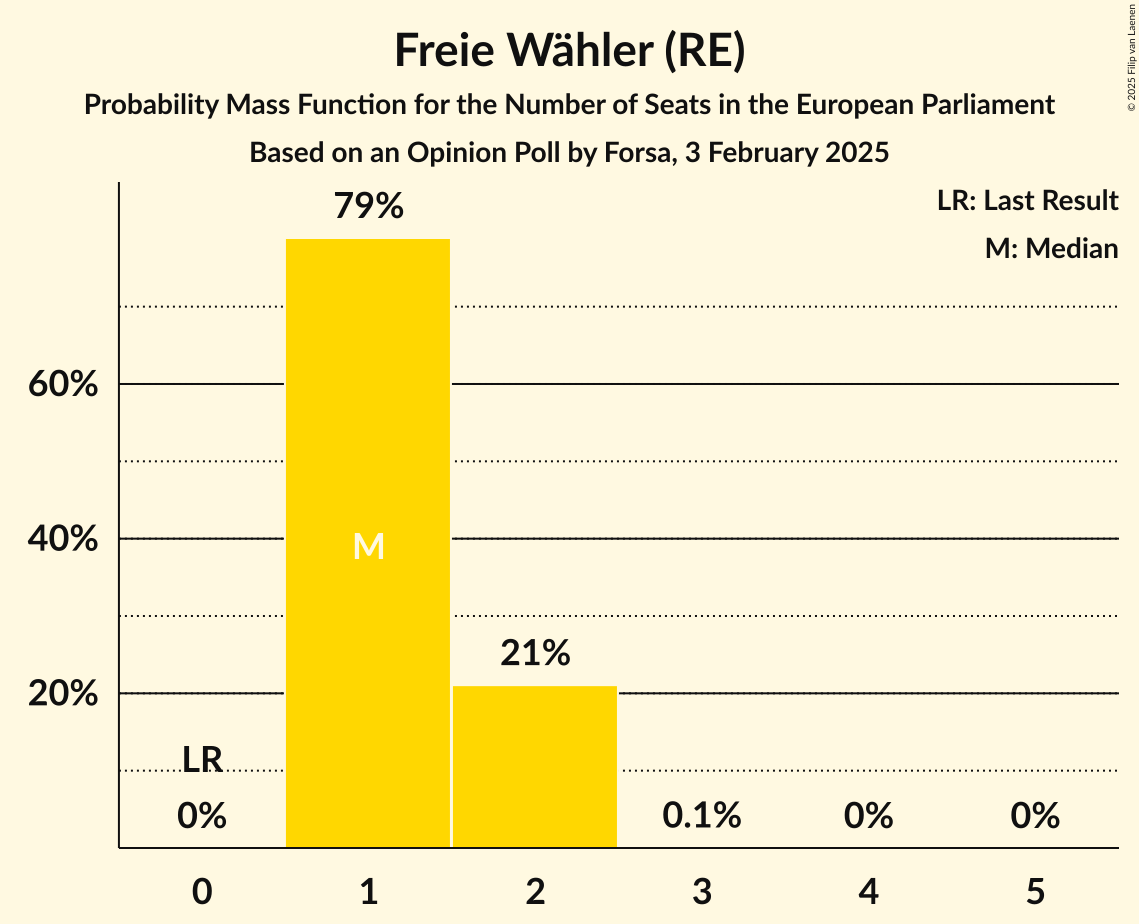 Freie Wähler (RE)
Probability Mass Function for the Number of Seats in the European Parliament
Based on an Opinion Poll by Forsa, 3 February 2025
© 2025 Filip van Laenen
LR: Last Result
M: Median
79%
60%
40%
M
21%
20%
LR
0%
0.1%
0%
0%
0 1 2 3 4 5